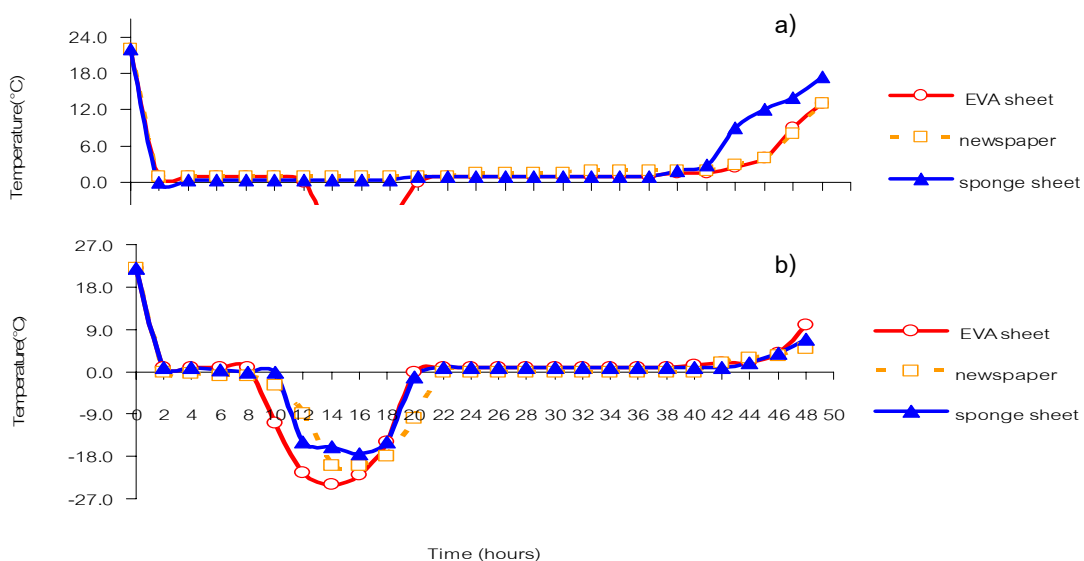 a)
24.0
18.0
12.0
6.0
0.0
Temperature(°C)
EVA sheet
newspaper
sponge sheet
b)
27.0
18.0
9.0
0.0
-9.0
-18.0
-27.0
Temperature(°C)
0 2 4 6 8 10 12 14 16 18 20 22 24 26 28 30 32 34 36 38 40 42 44 46 48 50
EVA sheet
newspaper
sponge sheet
Time (hours)